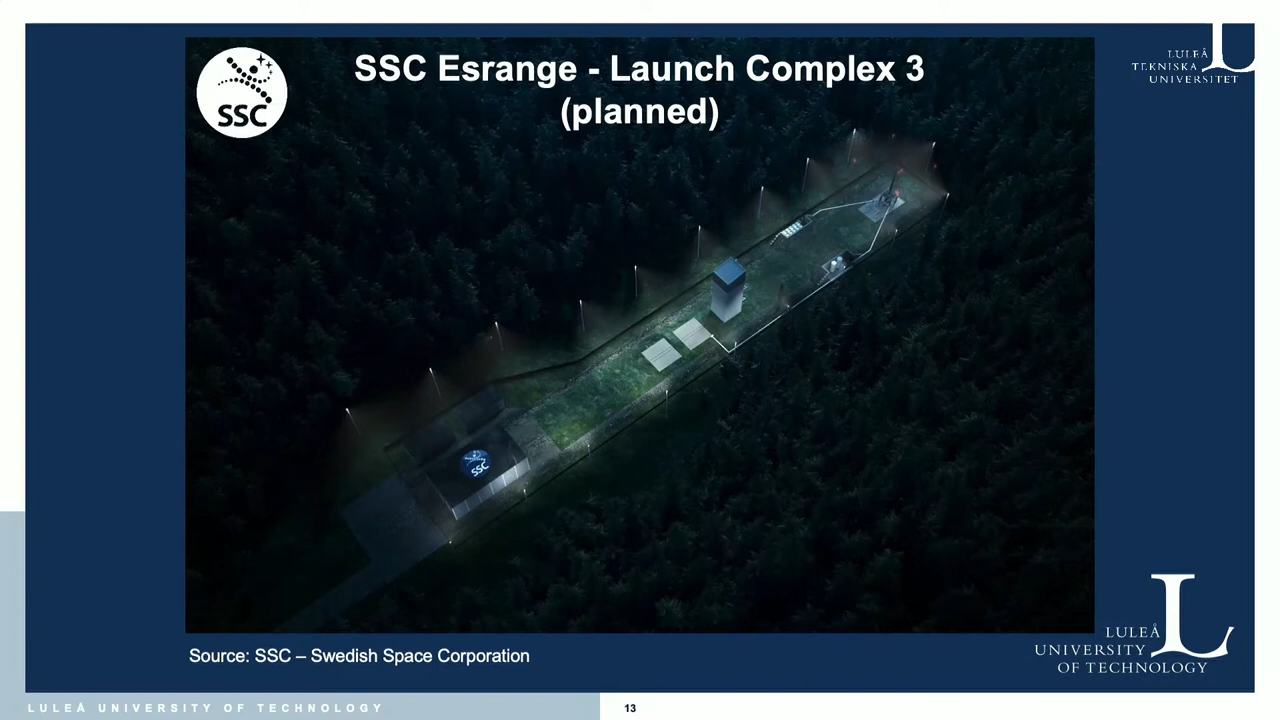 SSC
SSC Esrange - Launch Complex 3
(planned)
LULEÅ
TEKNISKA
UNIVERSITET
SSC
Source: SSC – Swedish Space Corporation
LULEÅ
UNIVERSITY
OF TECHNOLOGY
LULEÅ UNIVERSITY OF TECHNOLOGY
13